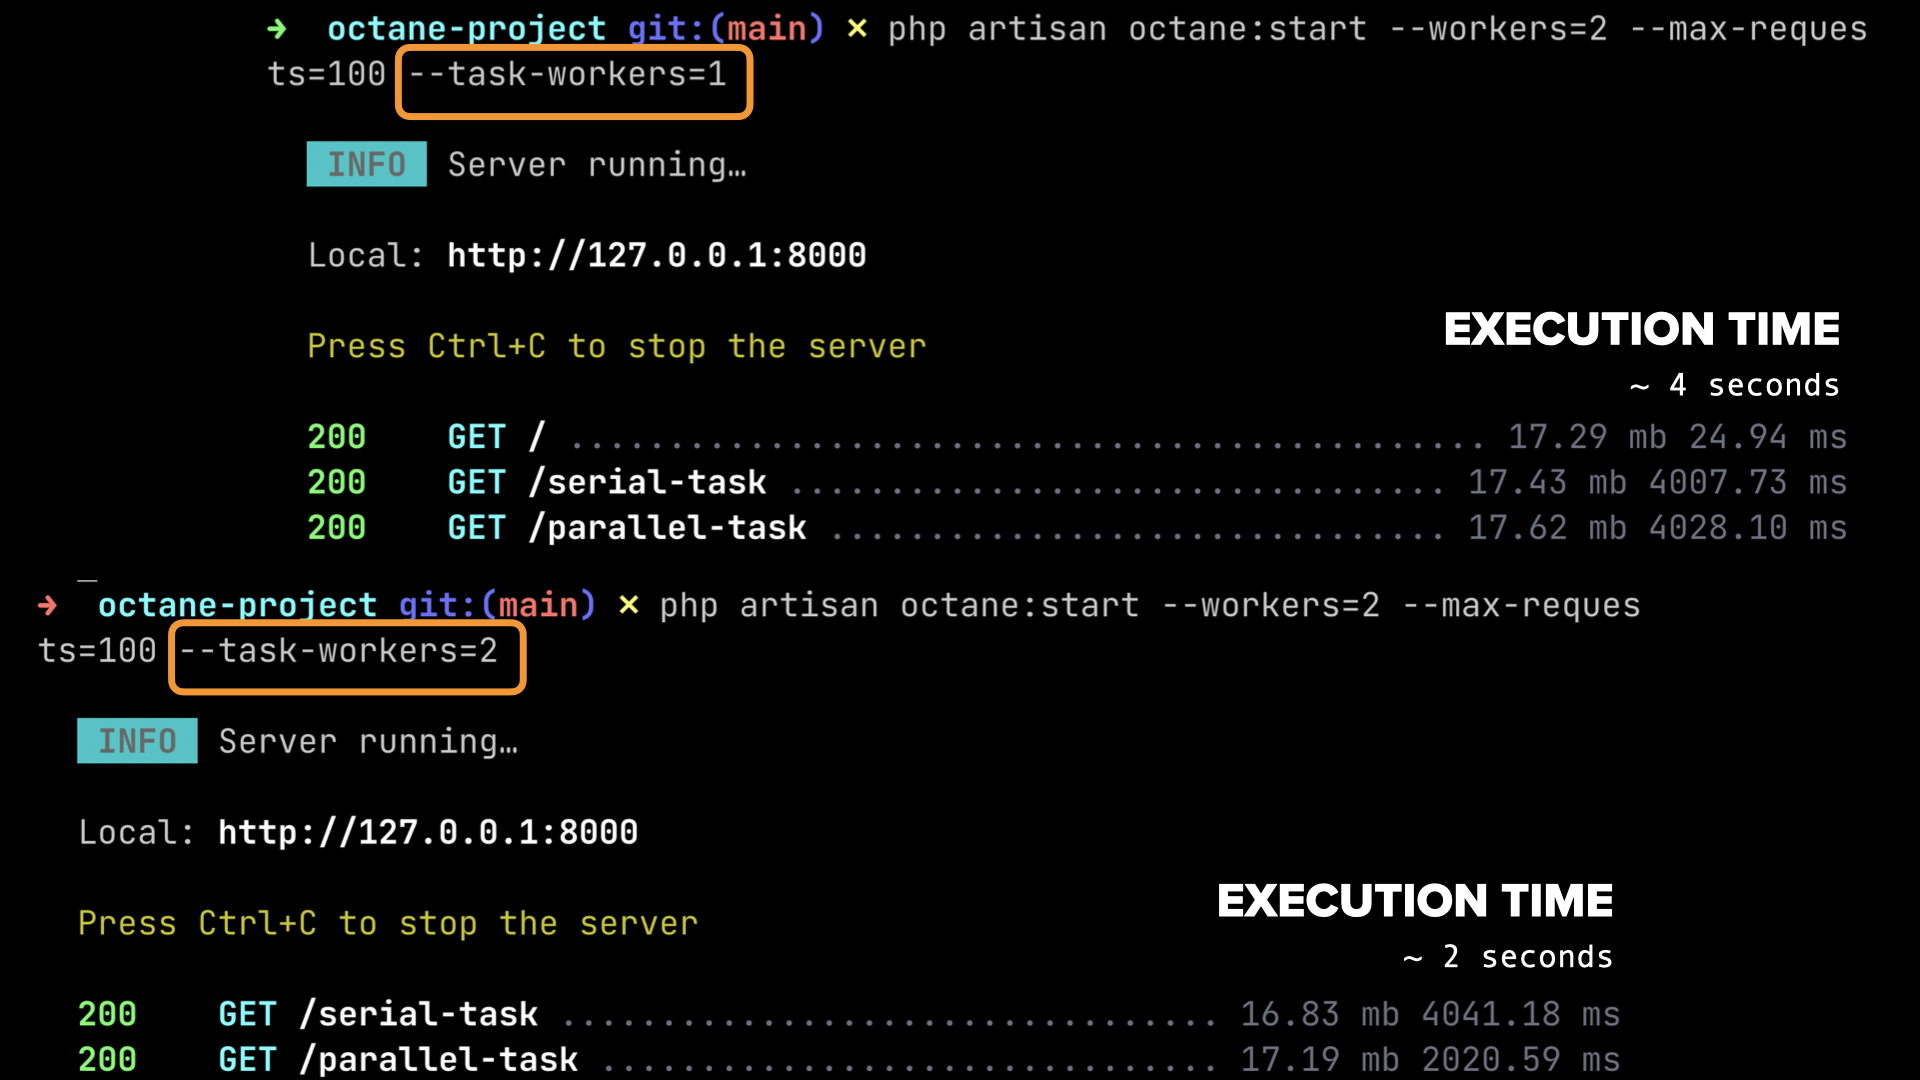 ➜ octane-project git:(main) × php artisan octane:start --workers=2 --max-reques
ts=100 --task-workers=1
INFO Server running…
Local: http://127.0.0.1:8000
EXECUTION TIME
Press Ctrl+C to stop the server
~ 4 seconds
200 GET / .............................................. 17.29 mb 24.94 ms
200 GET /serial-task ................................. 17.43 mb 4007.73 ms
200 GET /parallel-task ............................... 17.62 mb 4028.10 ms
_
➜ octane-project git:(main) × php artisan octane:start --workers=2 --max-reques
ts=100 --task-workers=2
INFO Server running…
Local: http://127.0.0.1:8000
EXECUTION TIME
Press Ctrl+C to stop the server
~ 2 seconds
200 GET /serial-task ................................. 16.83 mb 4041.18 ms
200 GET /parallel-task ............................... 17.19 mb 2020.59 ms